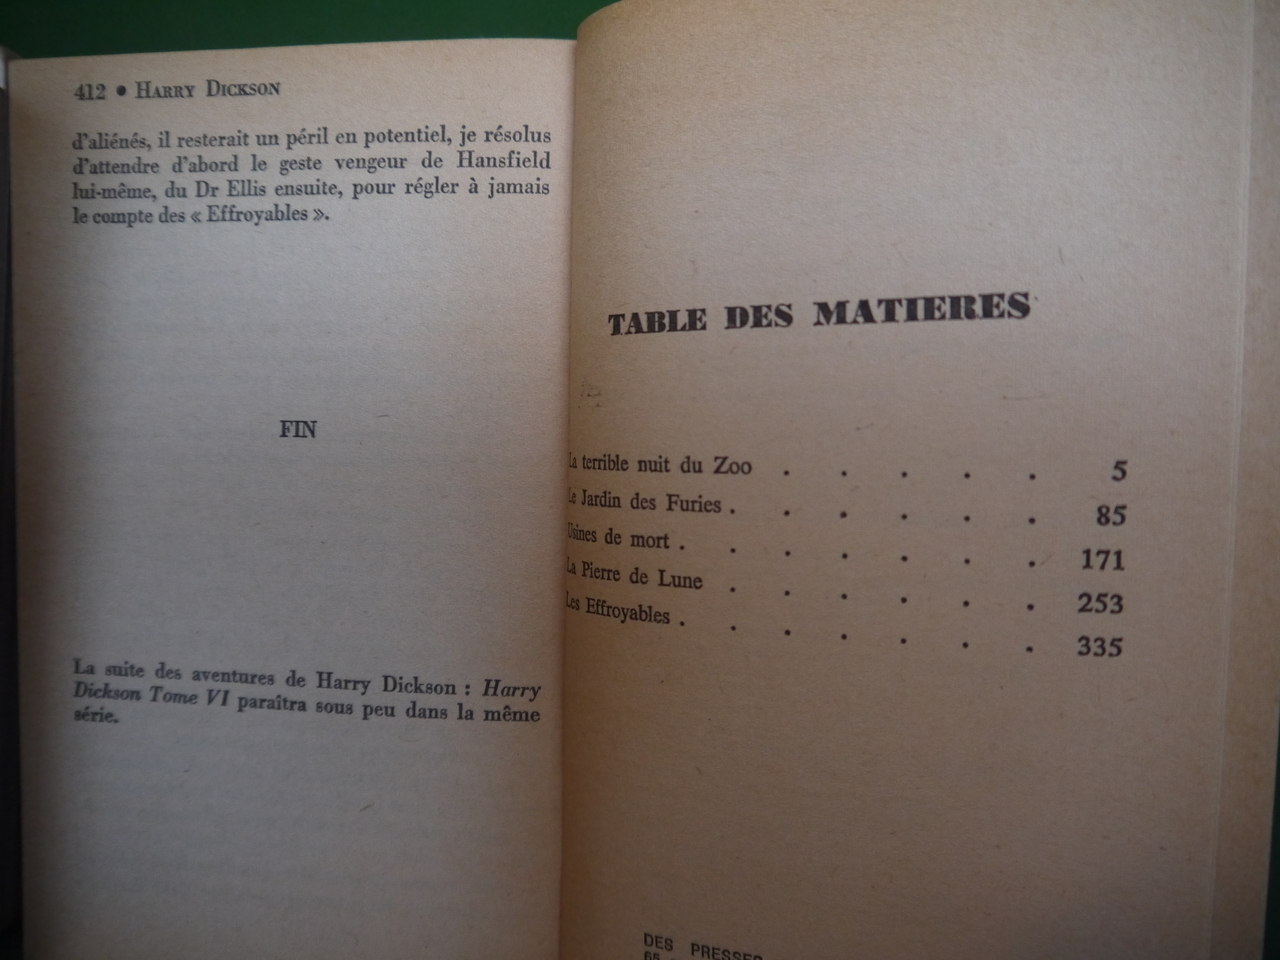 412 • HARRY DICKSON
d'aliénés, il resterait un péril en potentiel, je résolus
d'attendre d'abord le geste vengeur de Hansfield
lui-même, du Dr Ellis ensuite, pour régler à jamais
le compte des « Effroyables ».
FIN
La suite des aventures de Harry Dickson : Harry
Dickson Tome VI paraîtra sous peu dans la même
série.
TABLE DES MATIERES
La terrible nuit du Zoo . . . . . 5
Le Jardin des Furies . . . . . . 85
Usines de mort . . . . . . . 171
La Pierre de Lune . . . . . . 253
Les Effroyables . . . . . . . 335
DES PRESSES